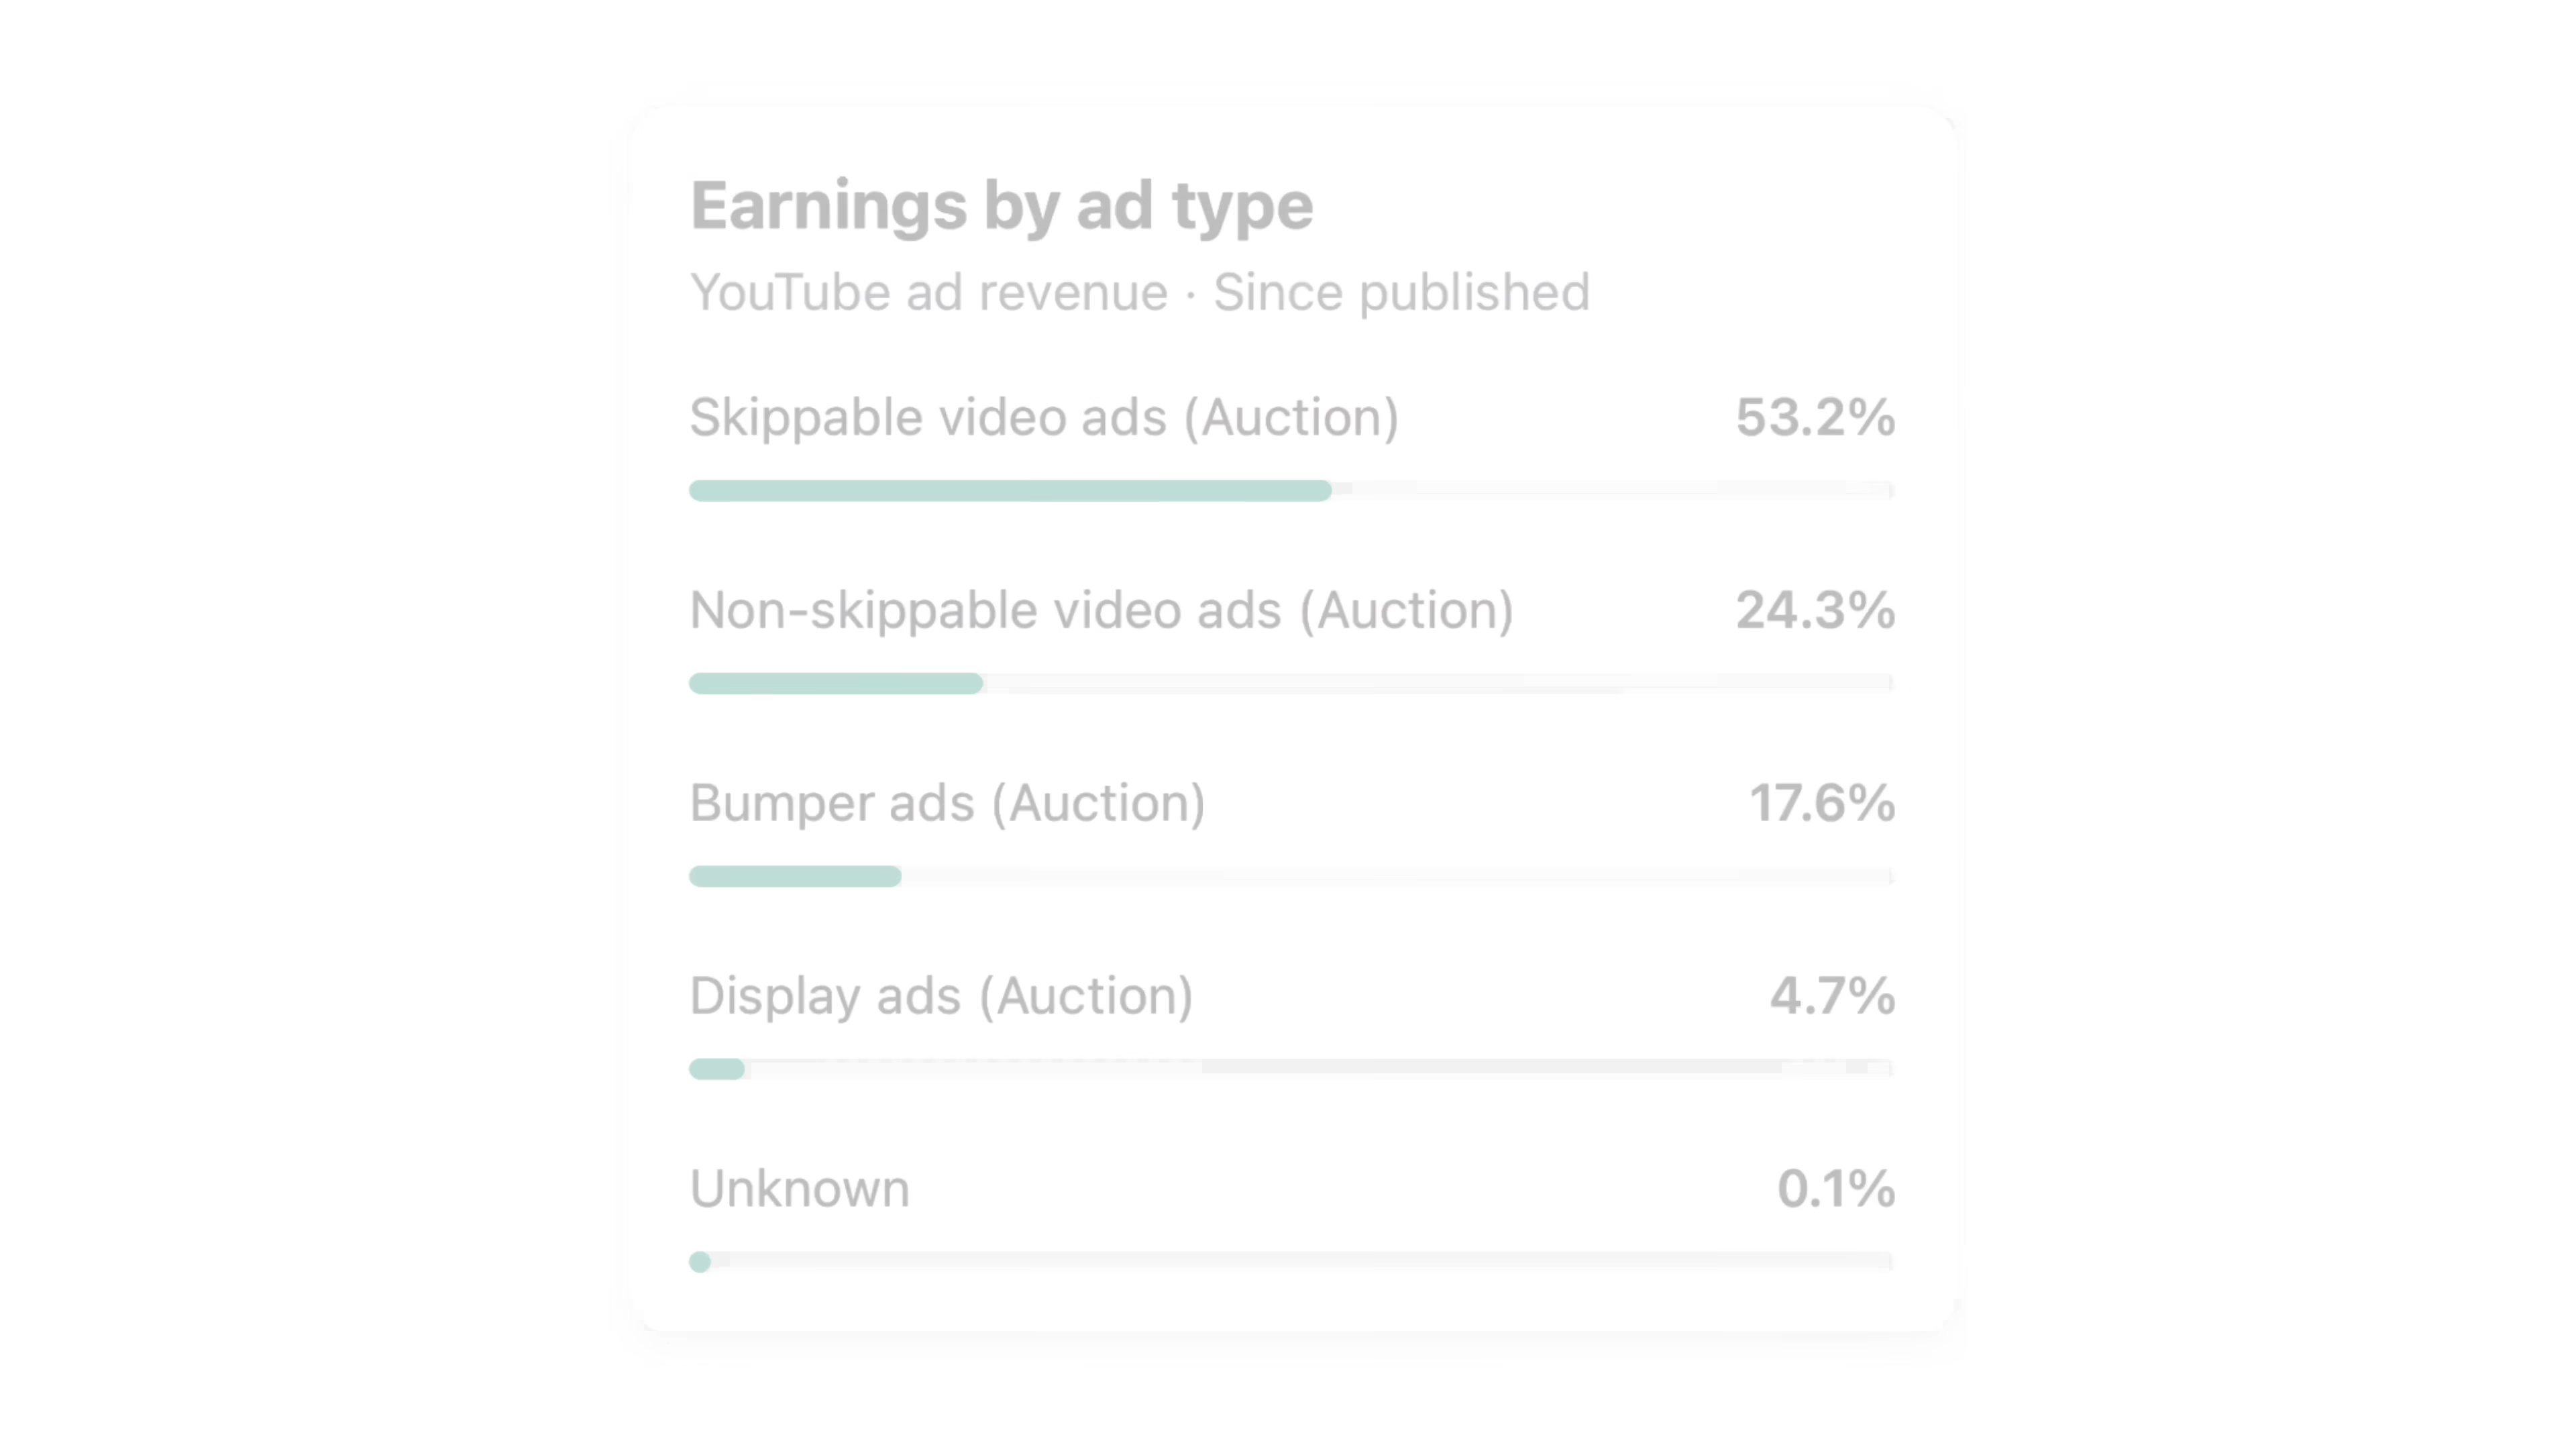 Earnings by ad type
YouTube ad revenue · Since published
Skippable video ads (Auction) 53.2%
Non-skippable video ads (Auction) 24.3%
Bumper ads (Auction) 17.6%
Display ads (Auction) 4.7%
Unknown 0.1%